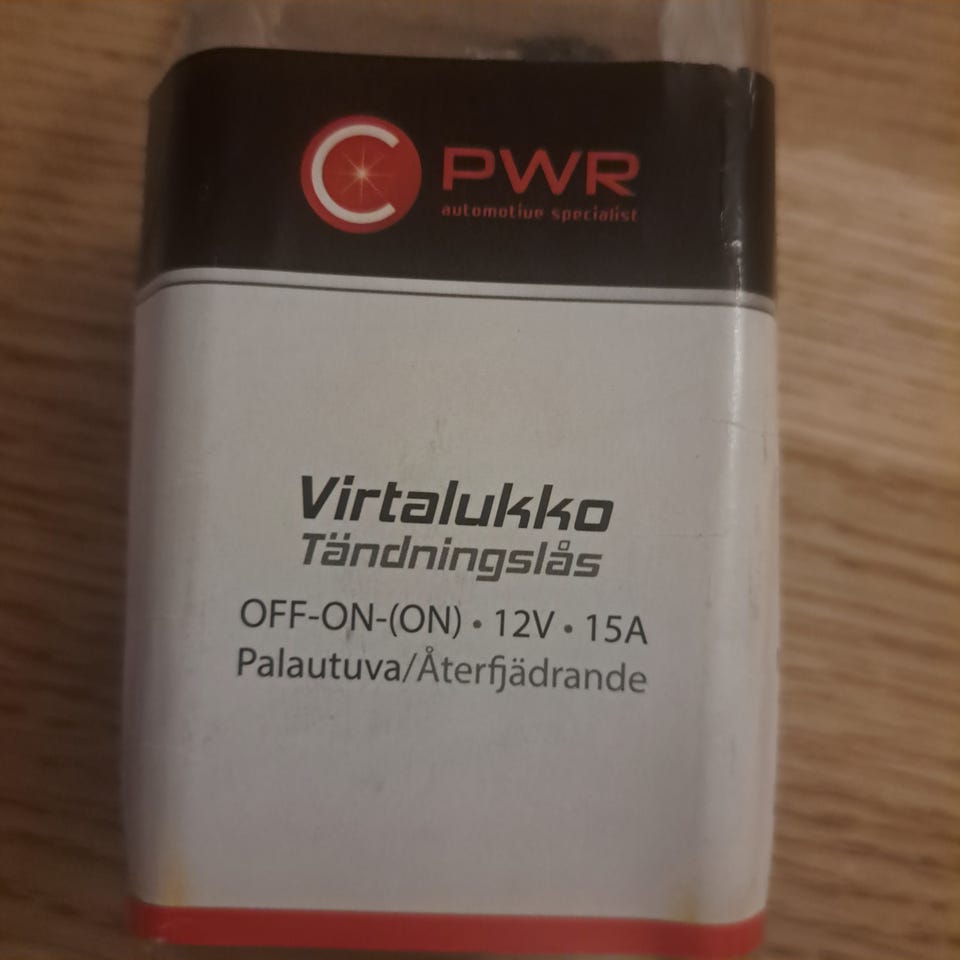 C PWR
automotive specialist
Virtalukko
Tändningslås
OFF-ON-(ON) • 12V • 15A
Palautuva/Återfjädrande